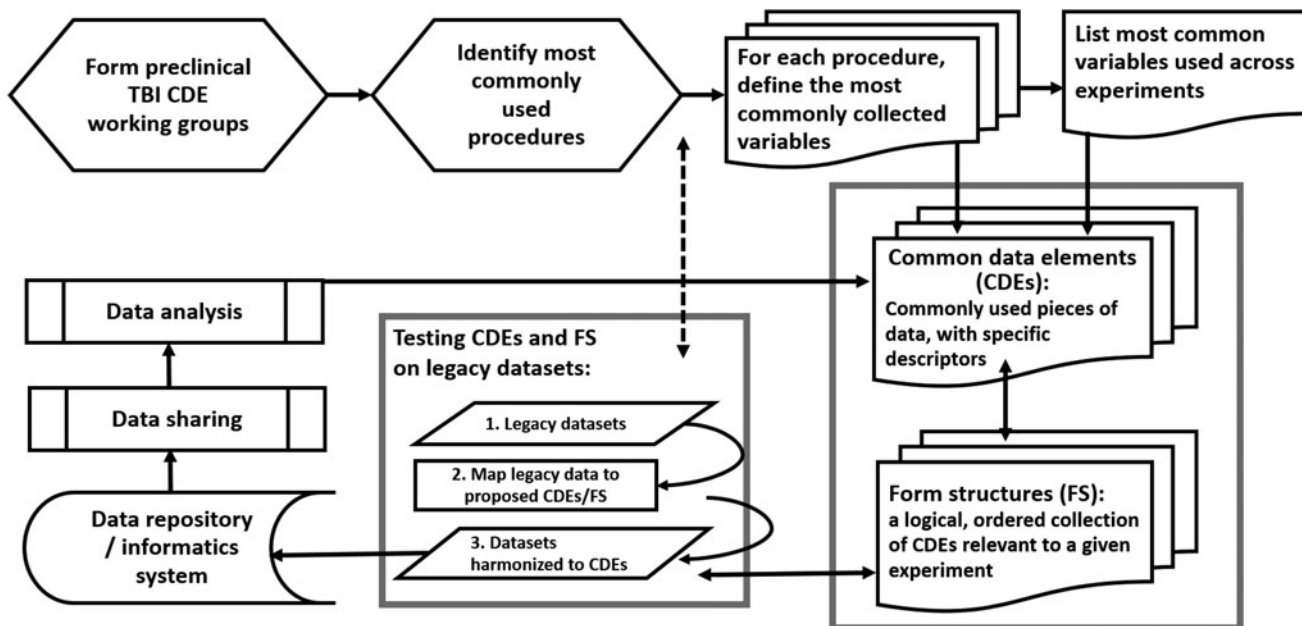 Form preclinical
TBI CDE
working groups
Identify most
commonly
used
procedures
For each procedure,
define the most
commonly collected
variables
List most common
variables used across
experiments
Common data elements
(CDEs):
Commonly used pieces of
data, with specific
descriptors
Form structures (FS):
a logical, ordered collection
of CDEs relevant to a given
experiment
Testing CDEs and FS
on legacy datasets:
1. Legacy datasets
2. Map legacy data to
proposed CDEs/FS
3. Datasets
harmonized to CDEs
Data analysis
Data sharing
Data repository
/ informatics
system